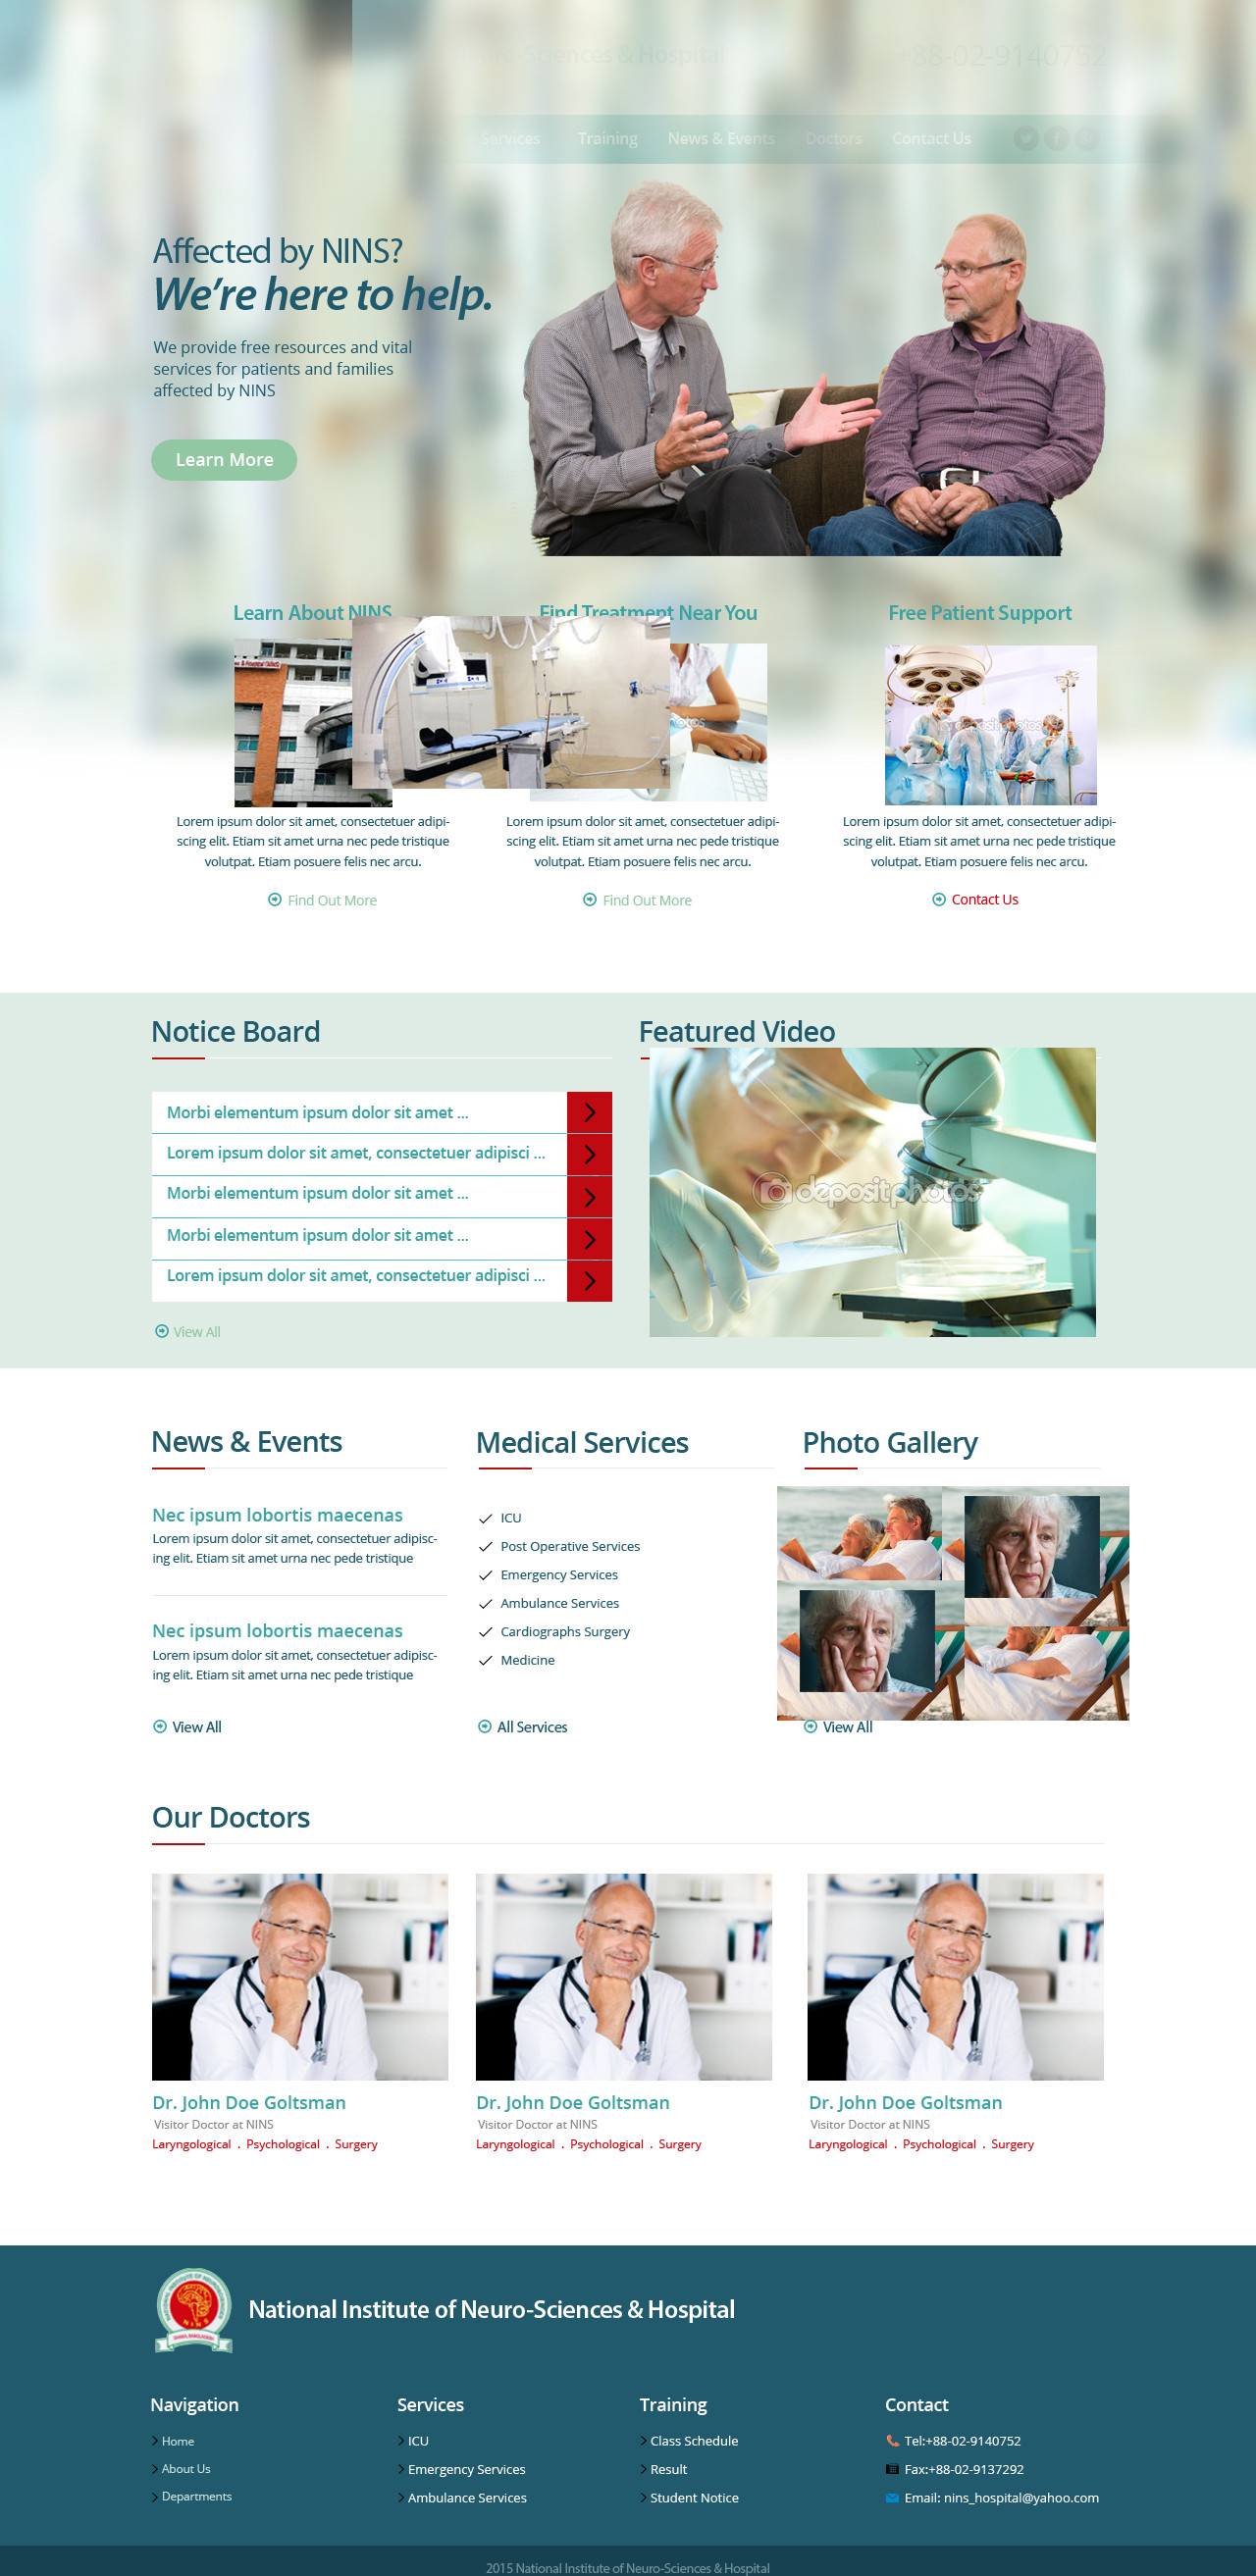 Neuro-Sciences & Hospital
+88-02-9140752
Services Training News & Events Doctors Contact Us
Affected by NINS?
We're here to help.
We provide free resources and vital
services for patients and families
affected by NINS
Learn More
Learn About NINS
Find Treatment Near You
Free Patient Support
depositphotos
Lorem ipsum dolor sit amet, consectetuer adipi-
scing elit. Etiam sit amet urna nec pede tristique
volutpat. Etiam posuere felis nec arcu.
Find Out More
Lorem ipsum dolor sit amet, consectetuer adipi-
scing elit. Etiam sit amet urna nec pede tristique
volutpat. Etiam posuere felis nec arcu.
Find Out More
Lorem ipsum dolor sit amet, consectetuer adipi-
scing elit. Etiam sit amet urna nec pede tristique
volutpat. Etiam posuere felis nec arcu.
Contact Us
Notice Board
Morbi elementum ipsum dolor sit amet ...
Lorem ipsum dolor sit amet, consectetuer adipisci ...
Morbi elementum ipsum dolor sit amet ...
Morbi elementum ipsum dolor sit amet ...
Lorem ipsum dolor sit amet, consectetuer adipisci ...
View All
Featured Video
depositphotos
News & Events
Nec ipsum lobortis maecenas
Lorem ipsum dolor sit amet, consectetuer adipisc-
ing elit. Etiam sit amet urna nec pede tristique
Nec ipsum lobortis maecenas
Lorem ipsum dolor sit amet, consectetuer adipisc-
ing elit. Etiam sit amet urna nec pede tristique
View All
Medical Services
ICU
Post Operative Services
Emergency Services
Ambulance Services
Cardiographs Surgery
Medicine
All Services
Photo Gallery
View All
Our Doctors
Dr. John Doe Goltsman
Visitor Doctor at NINS
Laryngological . Psychological . Surgery
Dr. John Doe Goltsman
Visitor Doctor at NINS
Laryngological . Psychological . Surgery
Dr. John Doe Goltsman
Visitor Doctor at NINS
Laryngological . Psychological . Surgery
National Institute of Neuro-Sciences & Hospital
Navigation
Home
About Us
Departments
Services
ICU
Emergency Services
Ambulance Services
Training
Class Schedule
Result
Student Notice
Contact
Tel:+88-02-9140752
Fax:+88-02-9137292
Email: nins_hospital@yahoo.com
2015 National Institute of Neuro-Sciences & Hospital